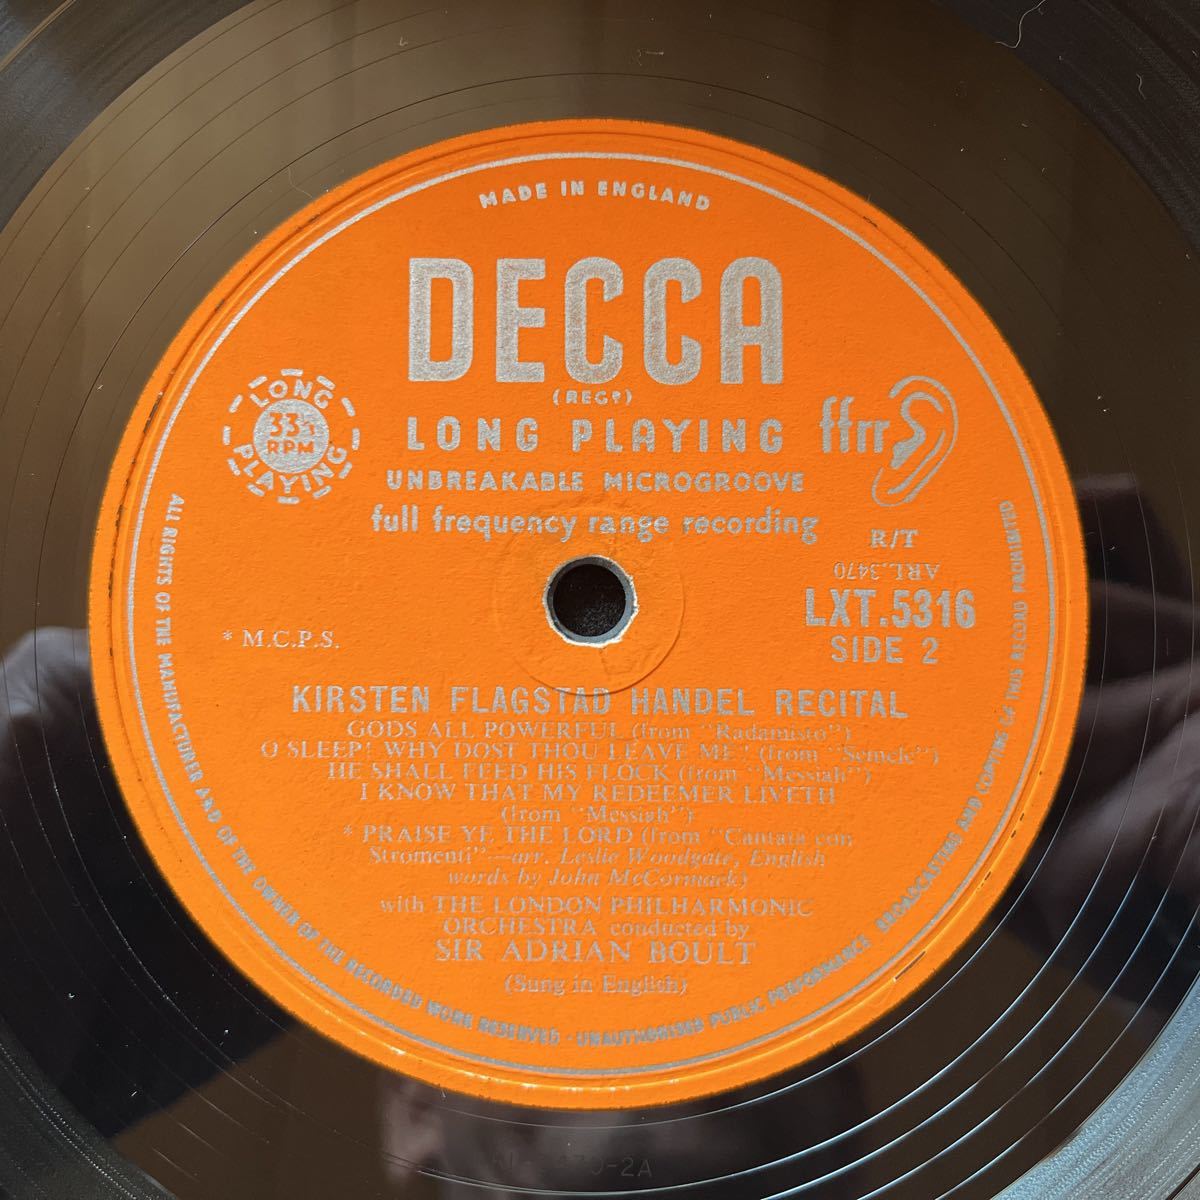 MADE IN ENGLAND
DECCA
(REGD)
LONG PLAYING
UNBREAKABLE MICROGROOVE
full frequency range recording
LONG PLAYING
33⅓
RPM
ffrr
R/T
ARL.3470
LXT.5316
SIDE 2
* M.C.P.S.
KIRSTEN FLAGSTAD HANDEL RECITAL
GODS ALL POWERFUL (from "Radamisto")
O SLEEP! WHY DOST THOU LEAVE ME? (from "Semele")
HE SHALL FEED HIS FLOCK (from "Messiah")
I KNOW THAT MY REDEEMER LIVETH
(from "Messiah")
* PRAISE YE THE LORD (from "Cantata con
Stromenti"—arr. Leslie Woodgate, English
words by John McCormack)
with THE LONDON PHILHARMONIC
ORCHESTRA conducted by
SIR ADRIAN BOULT
(Sung in English)
ALL RIGHTS OF THE MANUFACTURER AND OF THE OWNER OF THE RECORDED WORK RESERVED · UNAUTHORISED PUBLIC PERFORMANCE · BROADCASTING AND COPYING OF THIS RECORD PROHIBITED